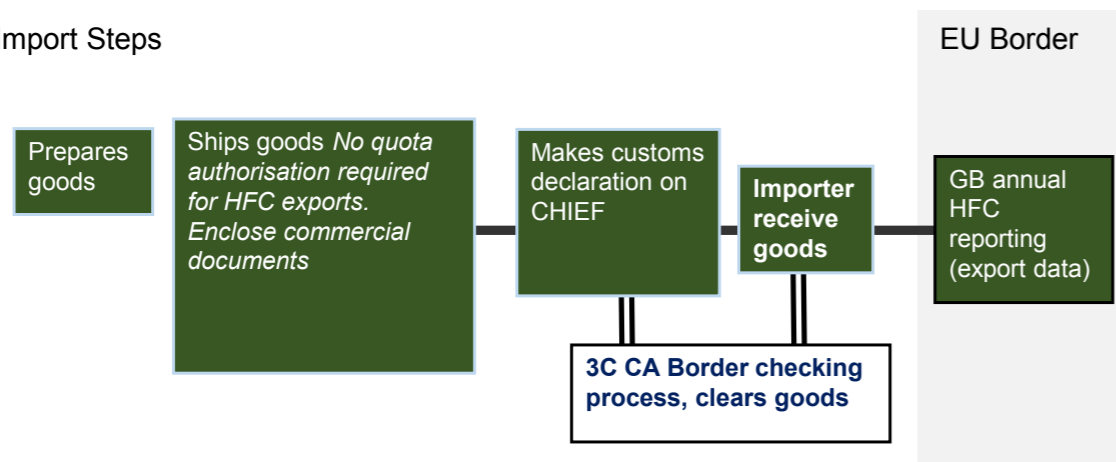 Import Steps
EU Border
Prepares
goods
Ships goods No quota
authorisation required
for HFC exports.
Enclose commercial
documents
Makes customs
declaration on
CHIEF
Importer
receive
goods
GB annual
HFC
reporting
(export data)
3C CA Border checking
process, clears goods